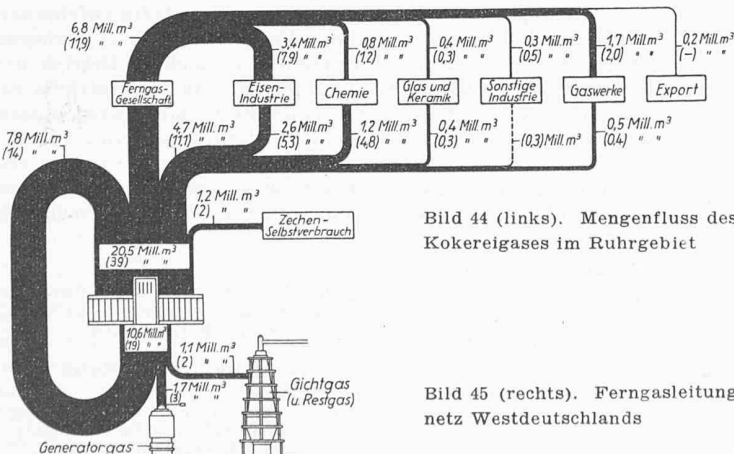 6,8 Mill. m³
(11,9) " "
3,4 Mill. m³
(7,9) " "
0,8 Mill. m³
(1,2) " "
0,4 Mill. m³
(0,3) " "
0,3 Mill. m³
(0,5) " "
1,7 Mill. m³
(2,0) " "
0,2 Mill. m³
(–) " "
Ferngas-
Gesellschaft
Eisen-
Industrie
Chemie
Glas und
Keramik
Sonstige
Industrie
Gaswerke
Export
7,8 Mill. m³
(14) " "
4,7 Mill. m³
(11,1) " "
2,6 Mill. m³
(5,3) " "
1,2 Mill. m³
(4,8) " "
0,4 Mill. m³
(0,3) " "
(0,3) Mill. m³
0,5 Mill. m³
(0.4) " "
1,2 Mill. m³
(2) " "
Zechen-
Selbstverbrauch
20,5 Mill. m³
(39) " "
Bild 44 (links). Mengenfluss des
Kokereigases im Ruhrgebiet
10,6 Mill. m³
(19) " "
1,1 Mill. m³
(2) " "
1,7 Mill. m³
(3) " "
Gichtgas
(u. Restgas)
Generatorgas
Bild 45 (rechts). Ferngasleitung
netz Westdeutschlands